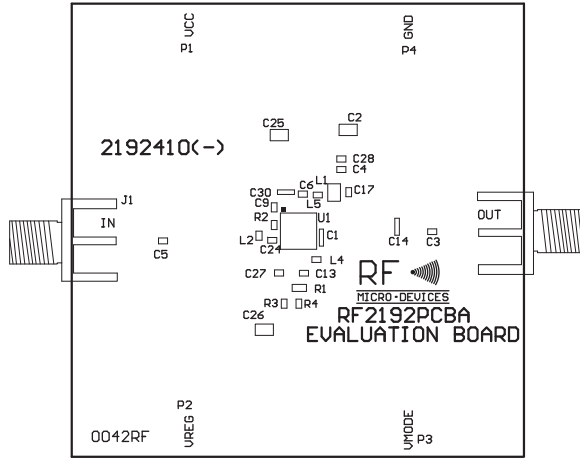 VCC
P1
GND
P4
C25
C2
2192410(-)
C28
C4
L1
C6
C30
L5
C17
J1
IN
C9
R2
U1
C1
L2
C24
C5
C14
C3
OUT
L4
C27
C13
R1
R3
R4
C26
RF
MICRO·DEVICES
RF2192PCBA
EVALUATION BOARD
P2
VREG
0042RF
VMODE
P3